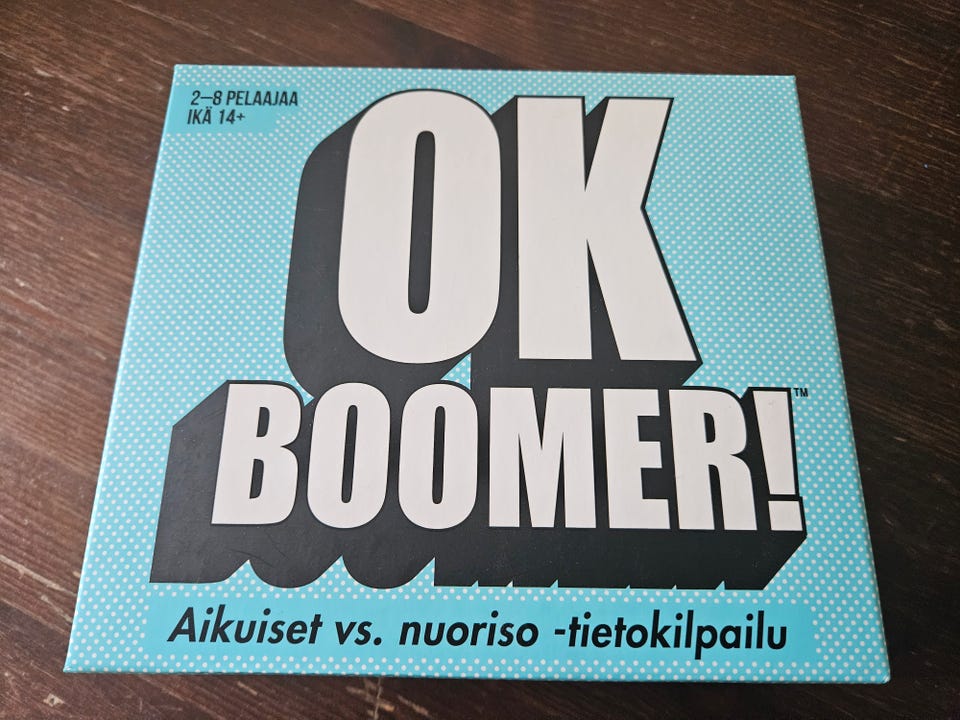 2–8 PELAAJAA
IKÄ 14+
OK
BOOMER!™
Aikuiset vs. nuoriso -tietokilpailu